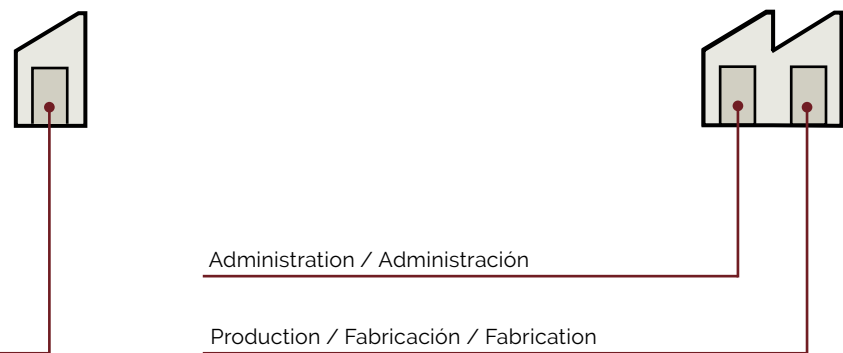 Administration / Administración
Production / Fabricación / Fabrication